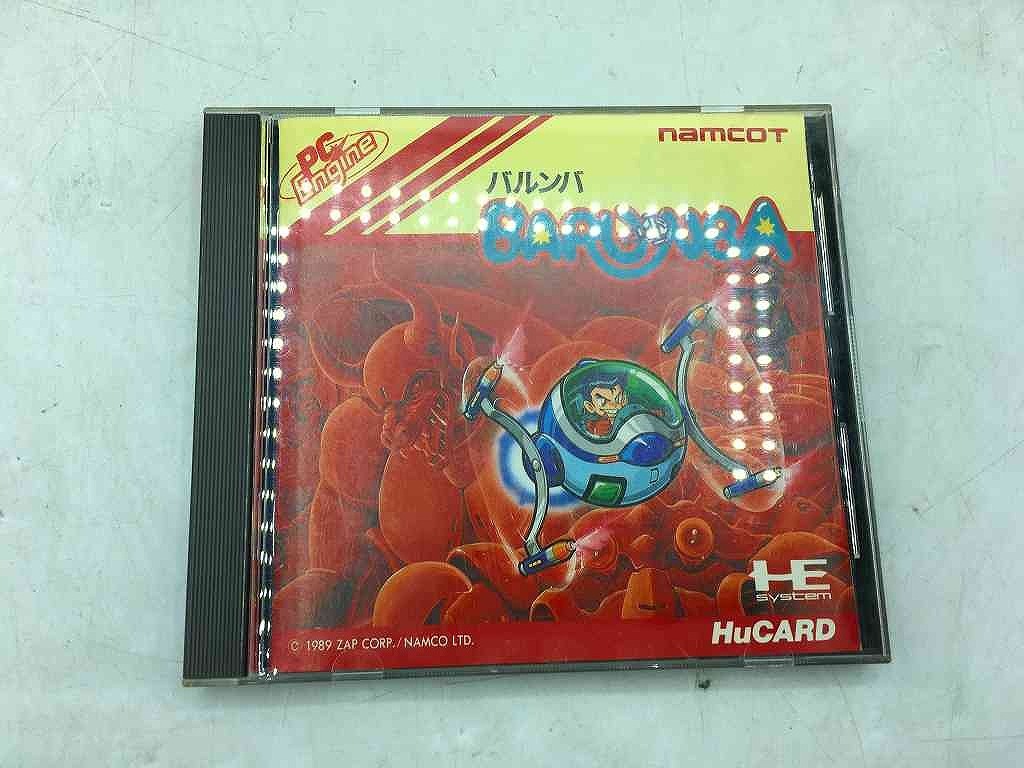 PC Engine
namcot
バルンバ
BARUNBA
HE
system
HuCARD
© 1989 ZAP CORP./NAMCO LTD.